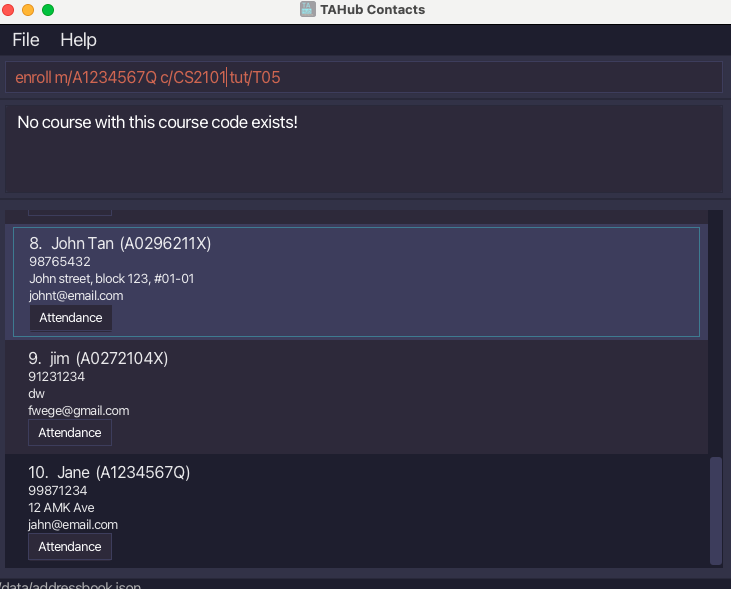 TAHub Contacts
File Help
enroll m/A1234567Q c/CS2101 tut/T05
No course with this course code exists!
8. John Tan (A0296211X)
98765432
John street, block 123, #01-01
johnt@email.com
Attendance
9. jim (A0272104X)
91231234
dw
fwege@gmail.com
Attendance
10. Jane (A1234567Q)
99871234
12 AMK Ave
jahn@email.com
Attendance
/data/addressbook.json